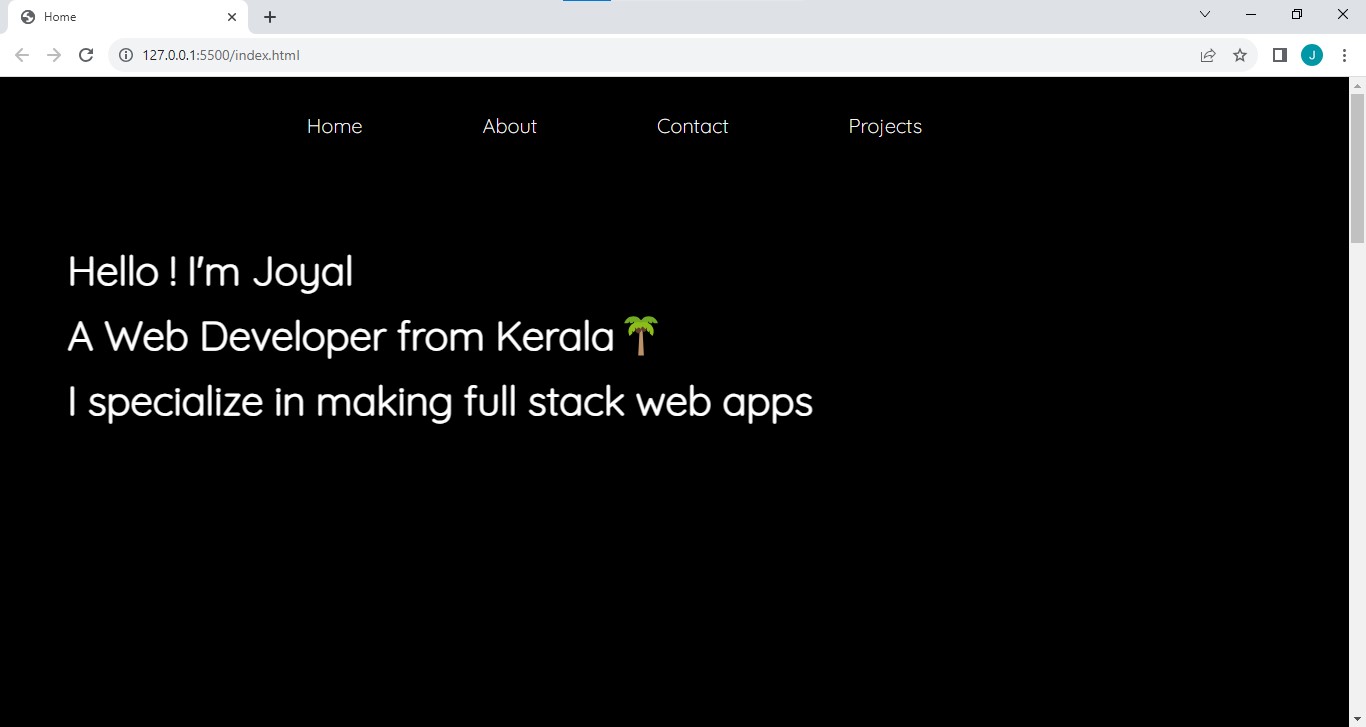 Home
127.0.0.1:5500/index.html
J
Home About Contact Projects
Hello ! I'm Joyal
A Web Developer from Kerala🌴
I specialize in making full stack web apps